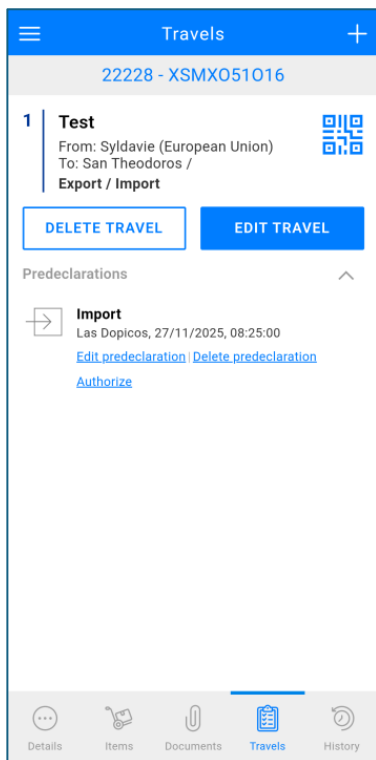 Travels
22228 - XSMXO51O16
1
Test
From: Syldavie (European Union)
To: San Theodoros /
Export / Import
DELETE TRAVEL
EDIT TRAVEL
Predeclarations
Import
Las Dopicos, 27/11/2025, 08:25:00
Edit predeclaration | Delete predeclaration
Authorize
Details
Items
Documents
Travels
History